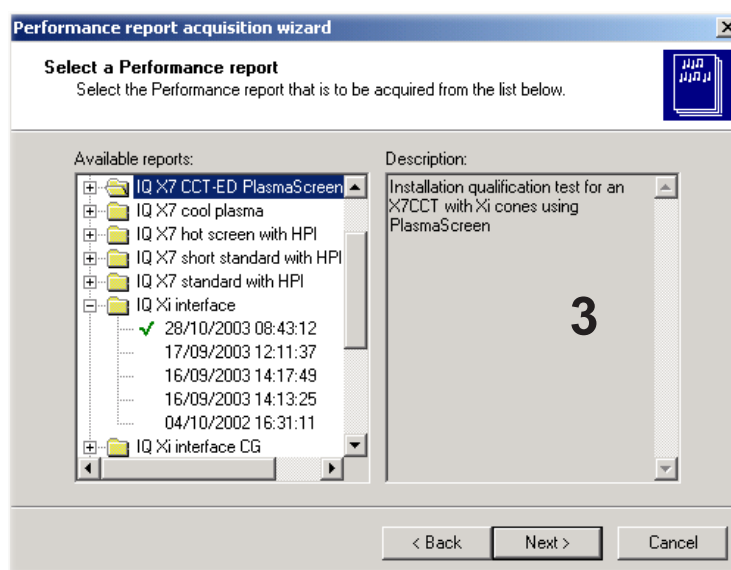 Performance report acquisition wizard
Select a Performance report
Select the Performance report that is to be acquired from the list below.
Available reports:
IQ X7 CCT-ED PlasmaScreen
IQ X7 cool plasma
IQ X7 hot screen with HPI
IQ X7 short standard with HPI
IQ X7 standard with HPI
IQ Xi interface
28/10/2003 08:43:12
17/09/2003 12:11:37
16/09/2003 14:17:49
16/09/2003 14:13:25
04/10/2002 16:31:11
IQ Xi interface CG
Description:
Installation qualification test for an
X7CCT with Xi cones using
PlasmaScreen
3
< Back
Next >
Cancel